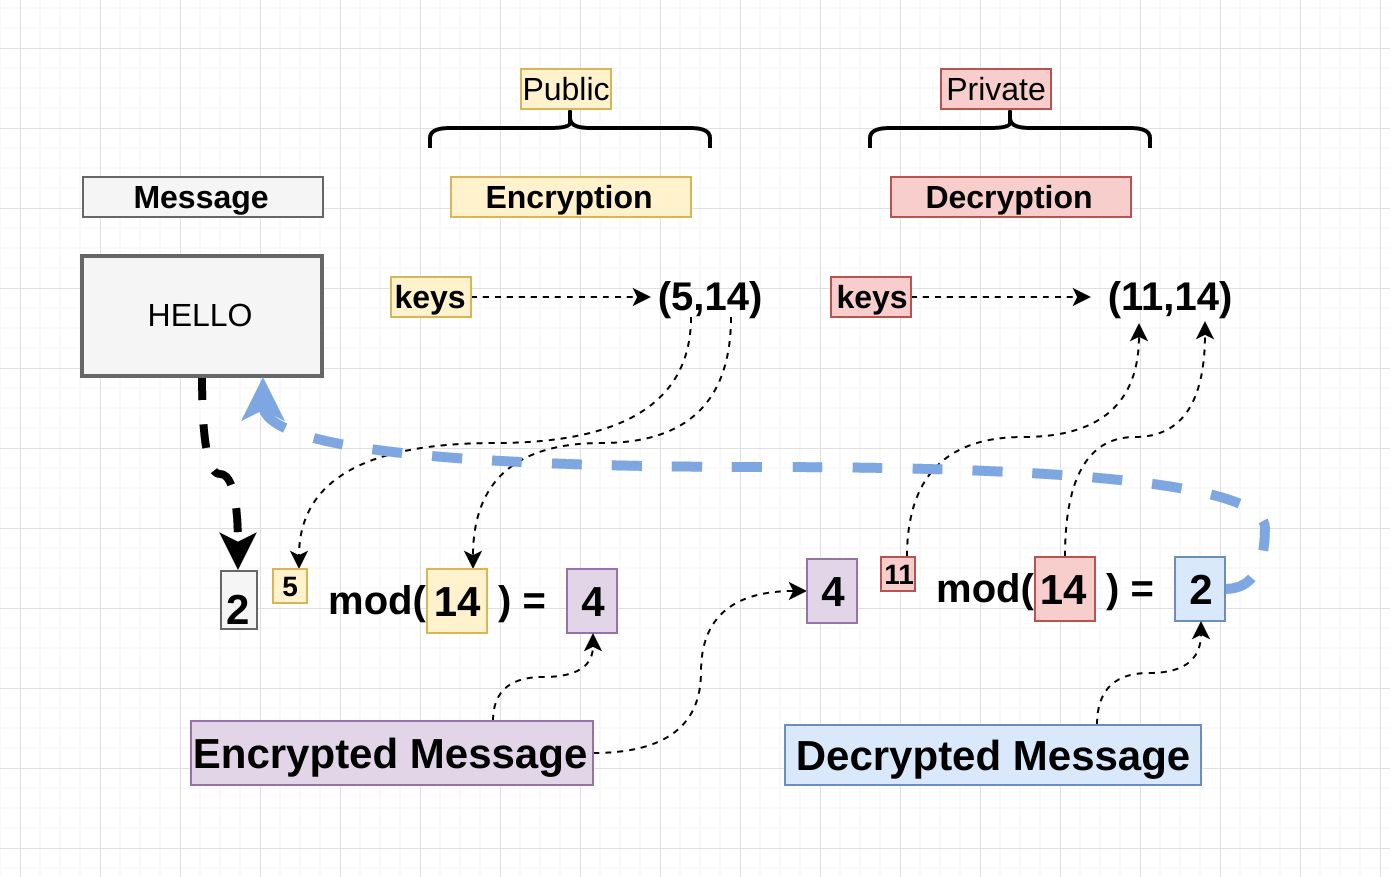 Public
Private
Message
Encryption
Decryption
HELLO
keys
(5,14)
keys
(11,14)
2 5 mod( 14 ) = 4
4 11 mod( 14 ) = 2
Encrypted Message
Decrypted Message